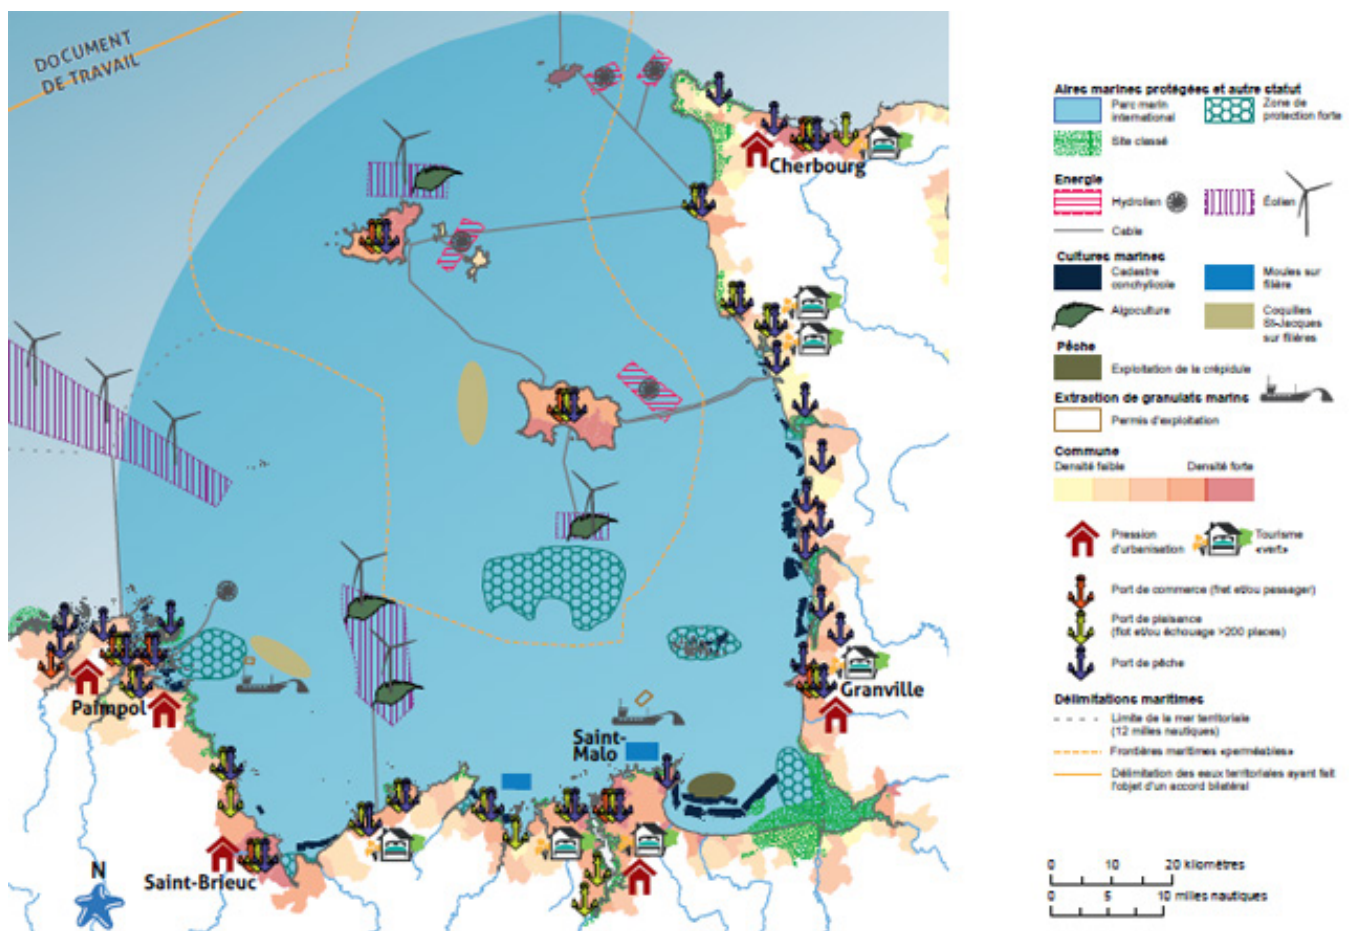 DOCUMENT
DE TRAVAIL
Cherbourg
Paimpol
Granville
Saint-
Malo
Saint-Brieuc
N
Aires marines protégées et autre statut
Parc marin
international
Zone de
protection forte
Site classé
Energie
Hydrolien
Éolien
Cable
Cultures marines
Cadastre
conchylicole
Moules sur
filière
Algoculture
Coquilles
St-Jacques
sur filières
Pêche
Exploitation de la crépidule
Extraction de granulats marins
Permis d'exploitation
Commune
Densité faible
Densité forte
Pression
d'urbanisation
Tourisme
«vert»
Port de commerce (fret et/ou passager)
Port de plaisance
(flot et/ou échouage >200 places)
Port de pêche
Délimitations maritimes
Limite de la mer territoriale
(12 milles nautiques)
Frontières maritimes «perméables»
Délimitation des eaux territoriales ayant fait
l'objet d'un accord bilatéral
0 10 20 kilomètres
0 5 10 milles nautiques